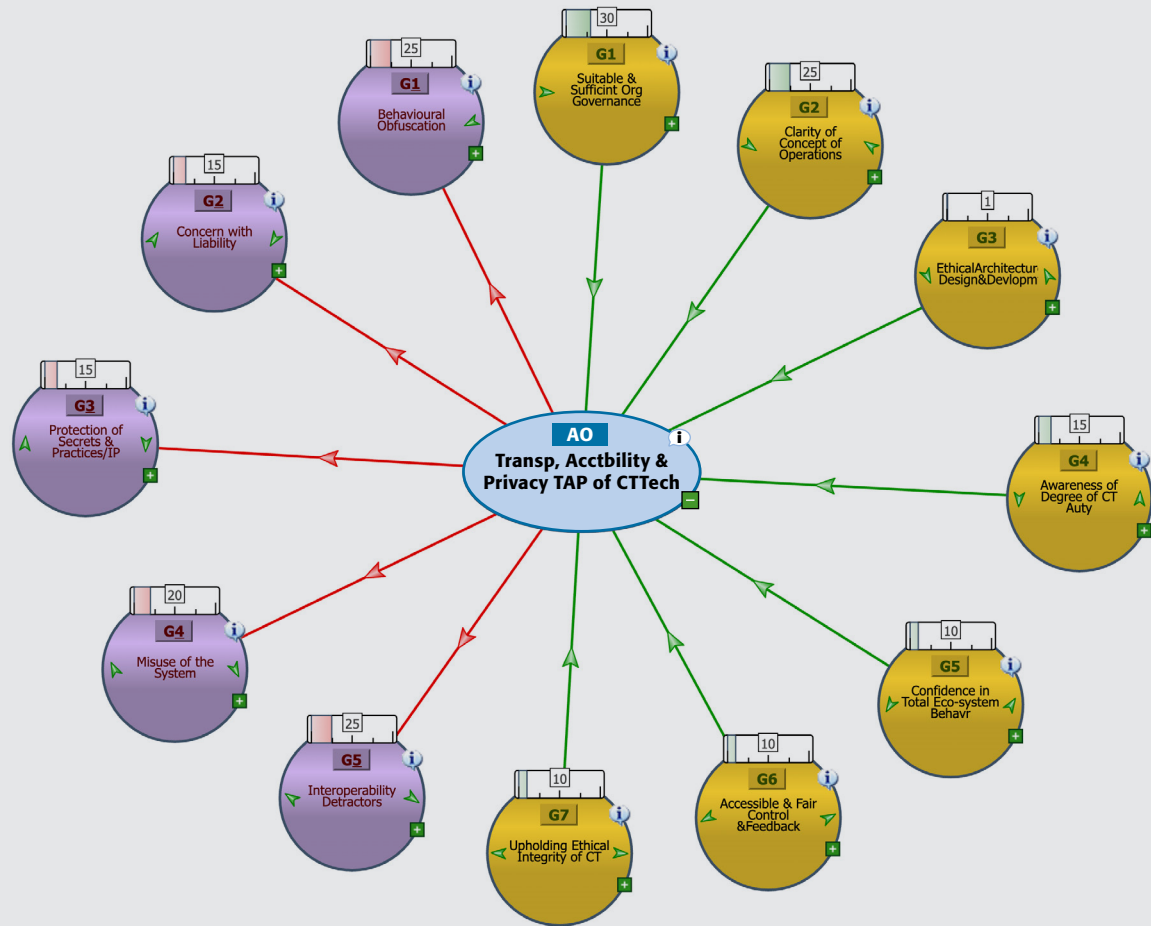 25
G1
Behavioural
Obfuscation
30
G1
Suitable &
Sufficint Org
Governance
25
G2
Clarity of
Concept of
Operations
15
G2
Concern with
Liability
1
G3
EthicalArchitectur
Design&Devlopm
15
G3
Protection of
Secrets &
Practices/IP
AO
Transp, Acctbility &
Privacy TAP of CTTech
15
G4
Awareness of
Degree of CT
Auty
20
G4
Misuse of the
System
10
G5
Confidence in
Total Eco-system
Behavr
25
G5
Interoperability
Detractors
10
G6
Accessible & Fair
Control
&Feedback
10
G7
Upholding Ethical
Integrity of CT